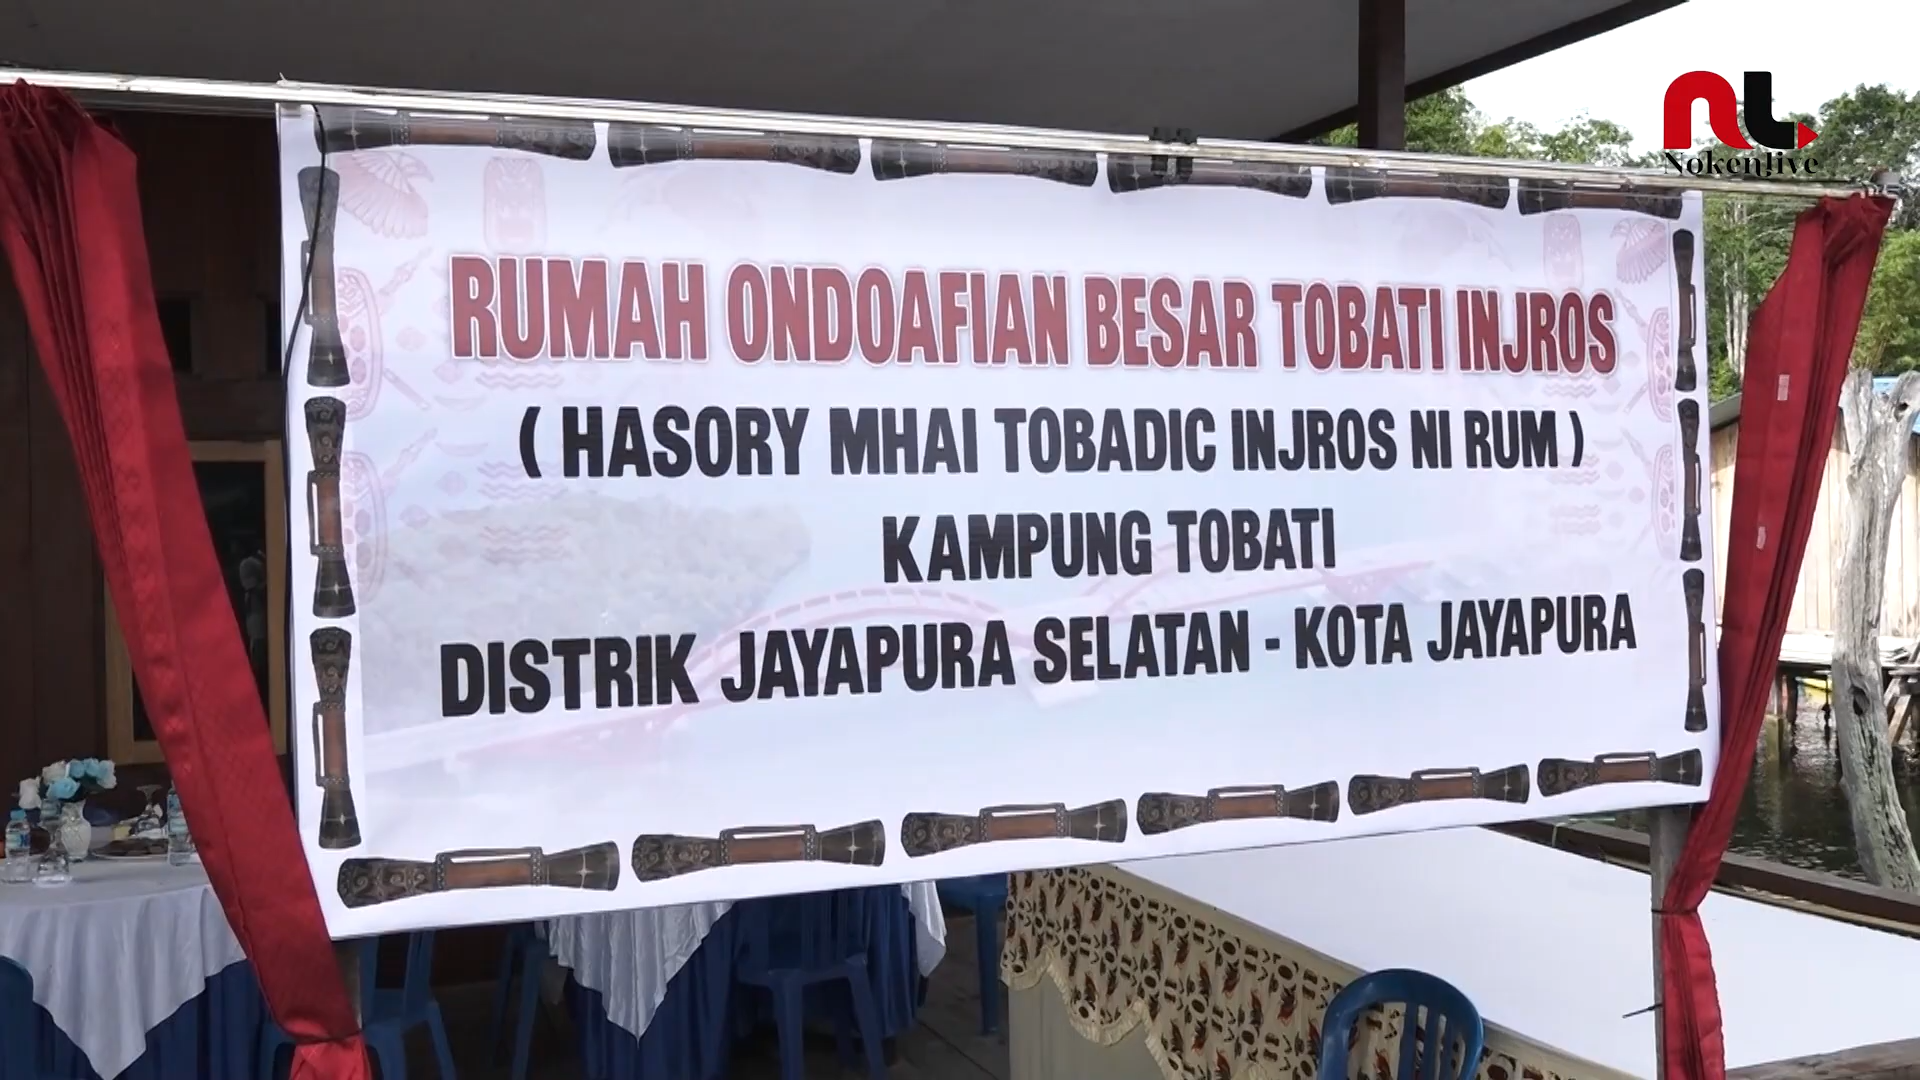 NL
Nokenlive
RUMAH ONDOAFIAN BESAR TOBATI INJROS
( HASORY MHAI TOBADIC INJROS NI RUM )
KAMPUNG TOBATI
DISTRIK JAYAPURA SELATAN - KOTA JAYAPURA